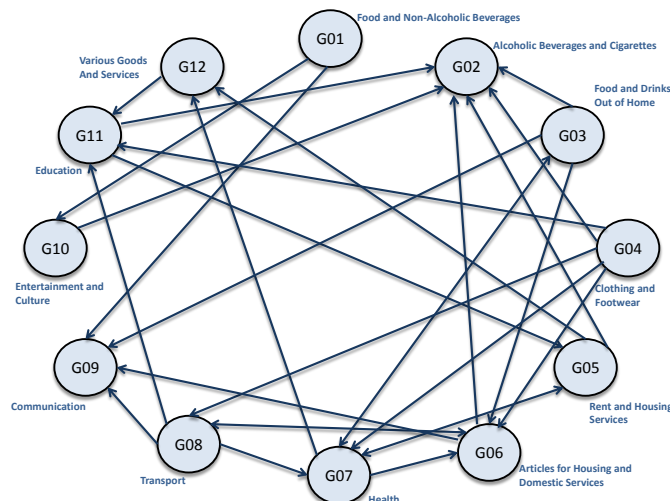 G01
Food and Non-Alcoholic Beverages
G12
Various Goods
And Services
G02
Alcoholic Beverages and Cigarettes
Food and Drinks
Out of Home
G03
G11
Education
G10
Entertainment and
Culture
G04
Clothing and
Footwear
G09
Communication
G05
Rent and Housing
Services
G08
Transport
G07
Health
G06
Articles for Housing and
Domestic Services